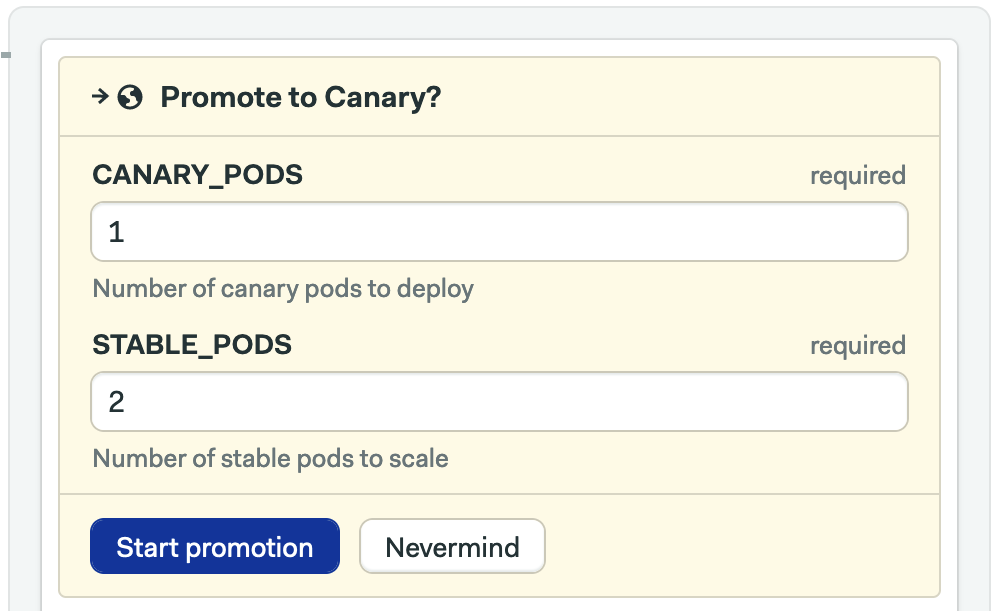 Promote to Canary?
CANARY_PODS required
1
Number of canary pods to deploy
STABLE_PODS required
2
Number of stable pods to scale
Start promotion Nevermind